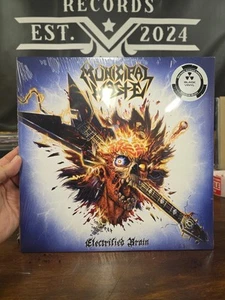 RECORDS
EST. 2024
MUNICIPAL
WASTE
Electrified Brain